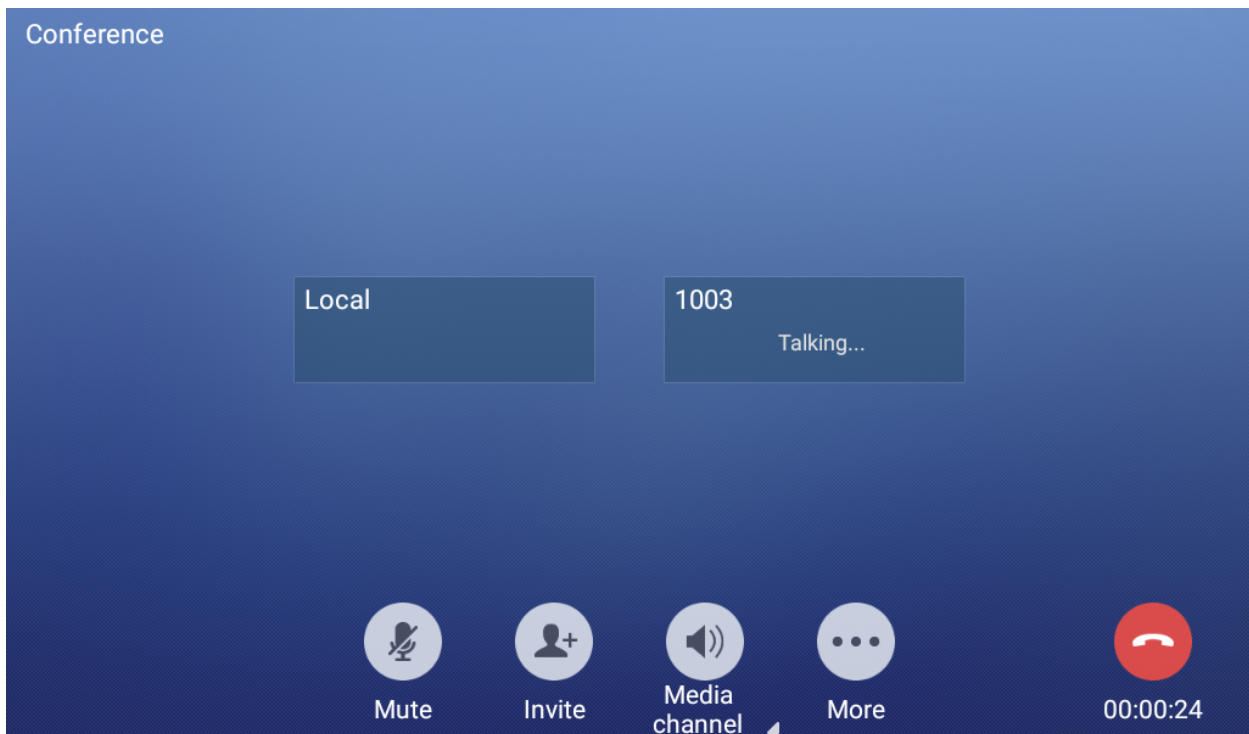 Conference
Local
1003
Talking...
Mute
Invite
Media
channel
More
00:00:24